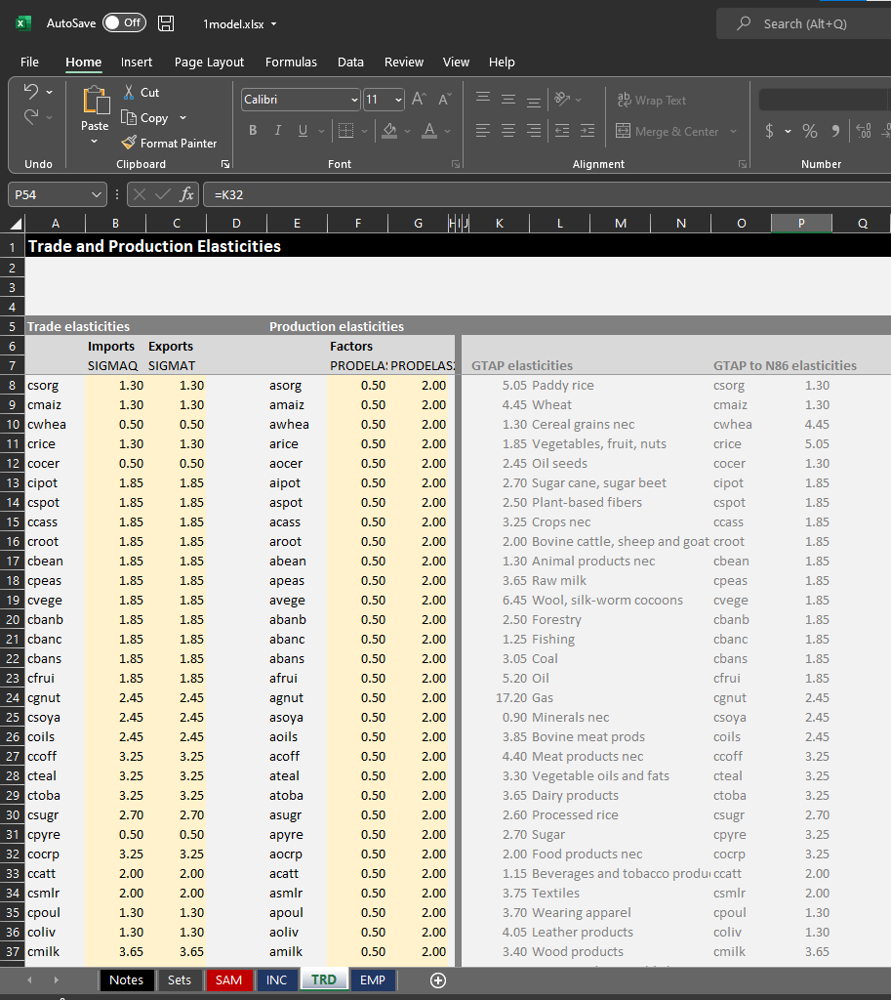 AutoSave Off 1model.xlsx Search (Alt+Q)
File Home Insert Page Layout Formulas Data Review View Help
Cut
Copy
Paste Format Painter
Calibri 11 A A
B I U A
Wrap Text
Merge & Center
$ % 9
Undo Clipboard Font Alignment Number
P54 fx =K32
A B C D E F G H I J K L M N O P Q
1 Trade and Production Elasticities
2
3
4
5 Trade elasticities Production elasticities
6 Imports Exports Factors
7 SIGMAQ SIGMAT PRODELA PRODELAS GTAP elasticities GTAP to N86 elasticities
8 csorg 1.30 1.30 asorg 0.50 2.00 5.05 Paddy rice csorg 1.30
9 cmaiz 1.30 1.30 amaiz 0.50 2.00 4.45 Wheat cmaiz 1.30
10 cwhea 0.50 0.50 awhea 0.50 2.00 1.30 Cereal grains nec cwhea 4.45
11 crice 1.30 1.30 arice 0.50 2.00 1.85 Vegetables, fruit, nuts crice 5.05
12 cocer 0.50 0.50 aocer 0.50 2.00 2.45 Oil seeds cocer 1.30
13 cipot 1.85 1.85 aipot 0.50 2.00 2.70 Sugar cane, sugar beet cipot 1.85
14 cspot 1.85 1.85 aspot 0.50 2.00 2.50 Plant-based fibers cspot 1.85
15 ccass 1.85 1.85 acass 0.50 2.00 3.25 Crops nec ccass 1.85
16 croot 1.85 1.85 aroot 0.50 2.00 2.00 Bovine cattle, sheep and goat croot 1.85
17 cbean 1.85 1.85 abean 0.50 2.00 1.30 Animal products nec cbean 1.85
18 cpeas 1.85 1.85 apeas 0.50 2.00 3.65 Raw milk cpeas 1.85
19 cvege 1.85 1.85 avege 0.50 2.00 6.45 Wool, silk-worm cocoons cvege 1.85
20 cbanb 1.85 1.85 abanb 0.50 2.00 2.50 Forestry cbanb 1.85
21 cbanc 1.85 1.85 abanc 0.50 2.00 1.25 Fishing cbanc 1.85
22 cbans 1.85 1.85 abans 0.50 2.00 3.05 Coal cbans 1.85
23 cfrui 1.85 1.85 afrui 0.50 2.00 5.20 Oil cfrui 1.85
24 cgnut 2.45 2.45 agnut 0.50 2.00 17.20 Gas cgnut 2.45
25 csoya 2.45 2.45 asoya 0.50 2.00 0.90 Minerals nec csoya 2.45
26 coils 2.45 2.45 aoils 0.50 2.00 3.85 Bovine meat prods coils 2.45
27 ccoff 3.25 3.25 acoff 0.50 2.00 4.40 Meat products nec ccoff 3.25
28 cteal 3.25 3.25 ateal 0.50 2.00 3.30 Vegetable oils and fats cteal 3.25
29 ctoba 3.25 3.25 atoba 0.50 2.00 3.65 Dairy products ctoba 3.25
30 csugr 2.70 2.70 asugr 0.50 2.00 2.60 Processed rice csugr 2.70
31 cpyre 0.50 0.50 apyre 0.50 2.00 2.70 Sugar cpyre 3.25
32 cocrp 3.25 3.25 aocrp 0.50 2.00 2.00 Food products nec cocrp 3.25
33 ccatt 2.00 2.00 acatt 0.50 2.00 1.15 Beverages and tobacco produ ccatt 2.00
34 csmlr 2.00 2.00 asmlr 0.50 2.00 3.75 Textiles csmlr 2.00
35 cpoul 1.30 1.30 apoul 0.50 2.00 3.70 Wearing apparel cpoul 1.30
36 coliv 1.30 1.30 aoliv 0.50 2.00 4.05 Leather products coliv 1.30
37 cmilk 3.65 3.65 amilk 0.50 2.00 3.40 Wood products cmilk 3.65
Notes Sets SAM INC TRD EMP